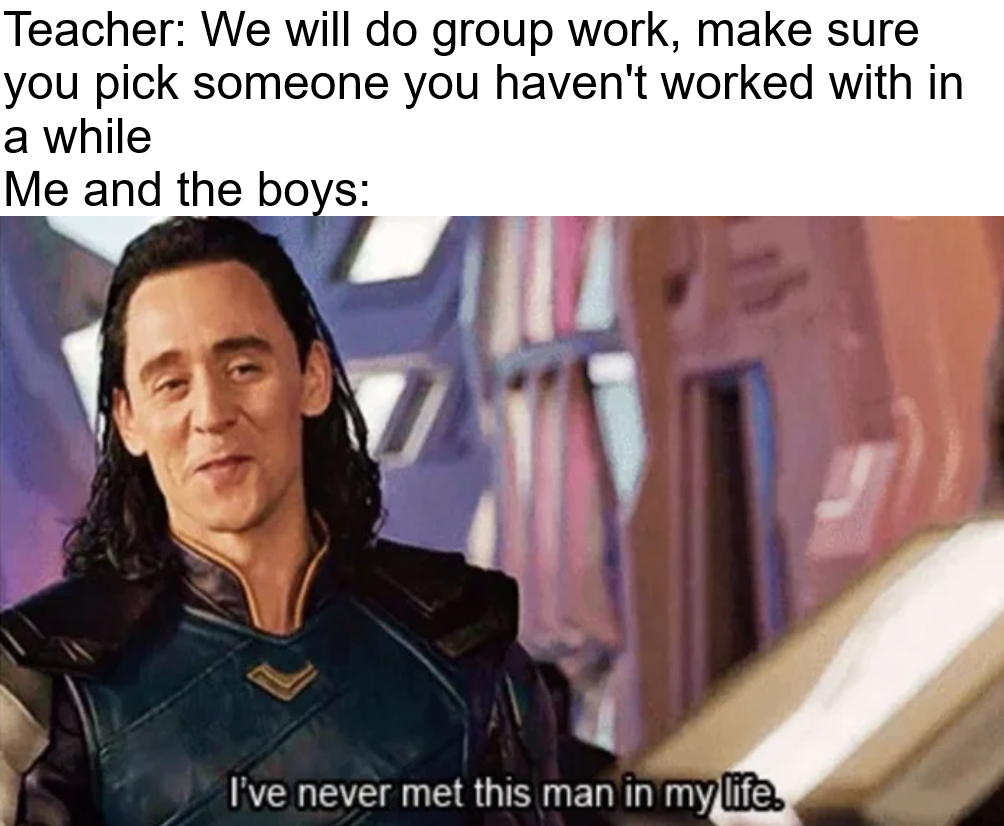 Teacher: We will do group work, make sure
you pick someone you haven't worked with in
a while
Me and the boys:
I've never met this man in my life.